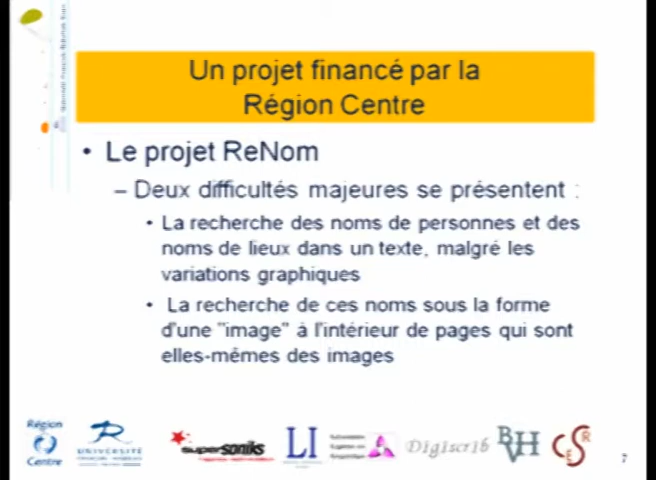 Un projet financé par la
Région Centre
• Le projet ReNom
– Deux difficultés majeures se présentent :
• La recherche des noms de personnes et des
noms de lieux dans un texte, malgré les
variations graphiques
• La recherche de ces noms sous la forme
d'une "image" à l'intérieur de pages qui sont
elles-mêmes des images
Région
Centre
UNIVERSITÉ
supersoniks
LI
Digiscrib
BVH
CESR
7